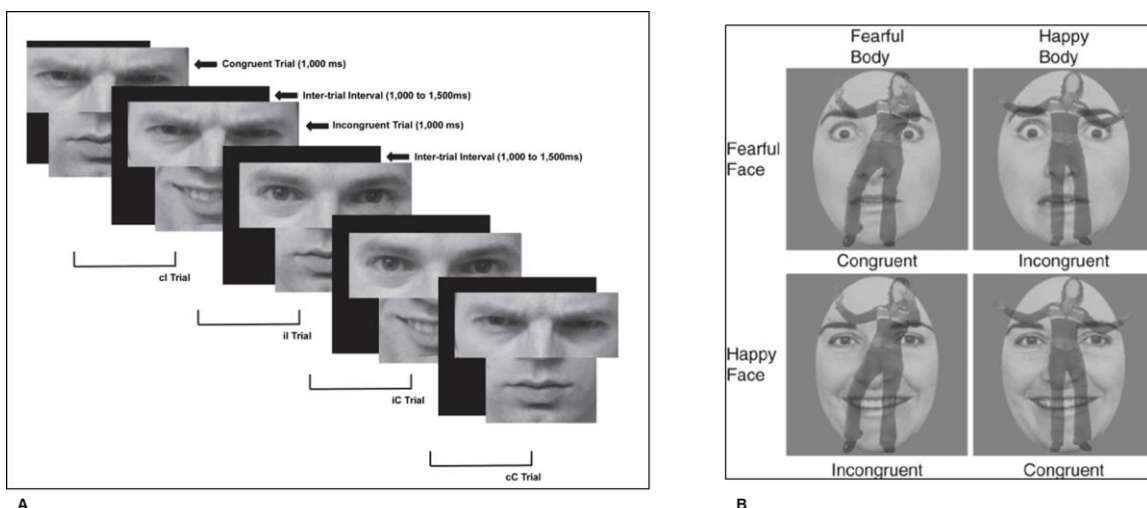 Congruent Trial (1,000 ms)
Inter-trial Interval (1,000 to 1,500ms)
Incongruent Trial (1,000 ms)
Inter-trial Interval (1,000 to 1,500ms)
cI Trial
iI Trial
iC Trial
cC Trial
A
Fearful
Body
Happy
Body
Fearful
Face
Congruent
Incongruent
Happy
Face
Incongruent
Congruent
B